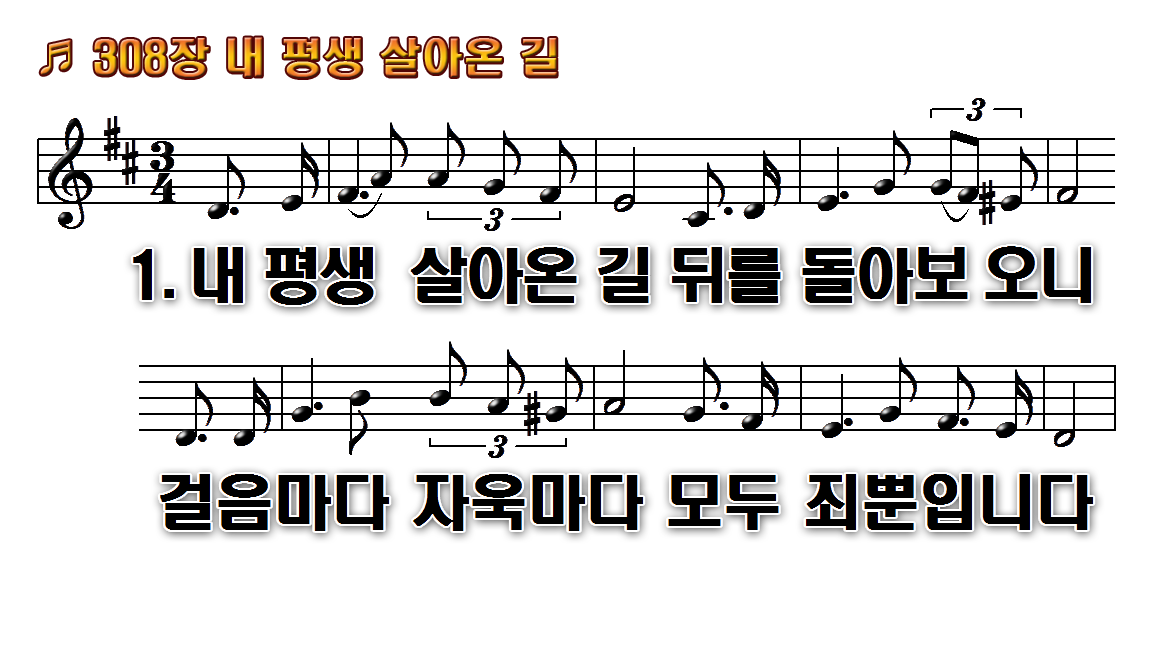 ♬ 308장 내 평생 살아온 길
3
3 4
3
1. 내 평생 살아온 길 뒤를 돌아보 오니
3
걸음마다 자욱마다 모두 죄뿐입니다